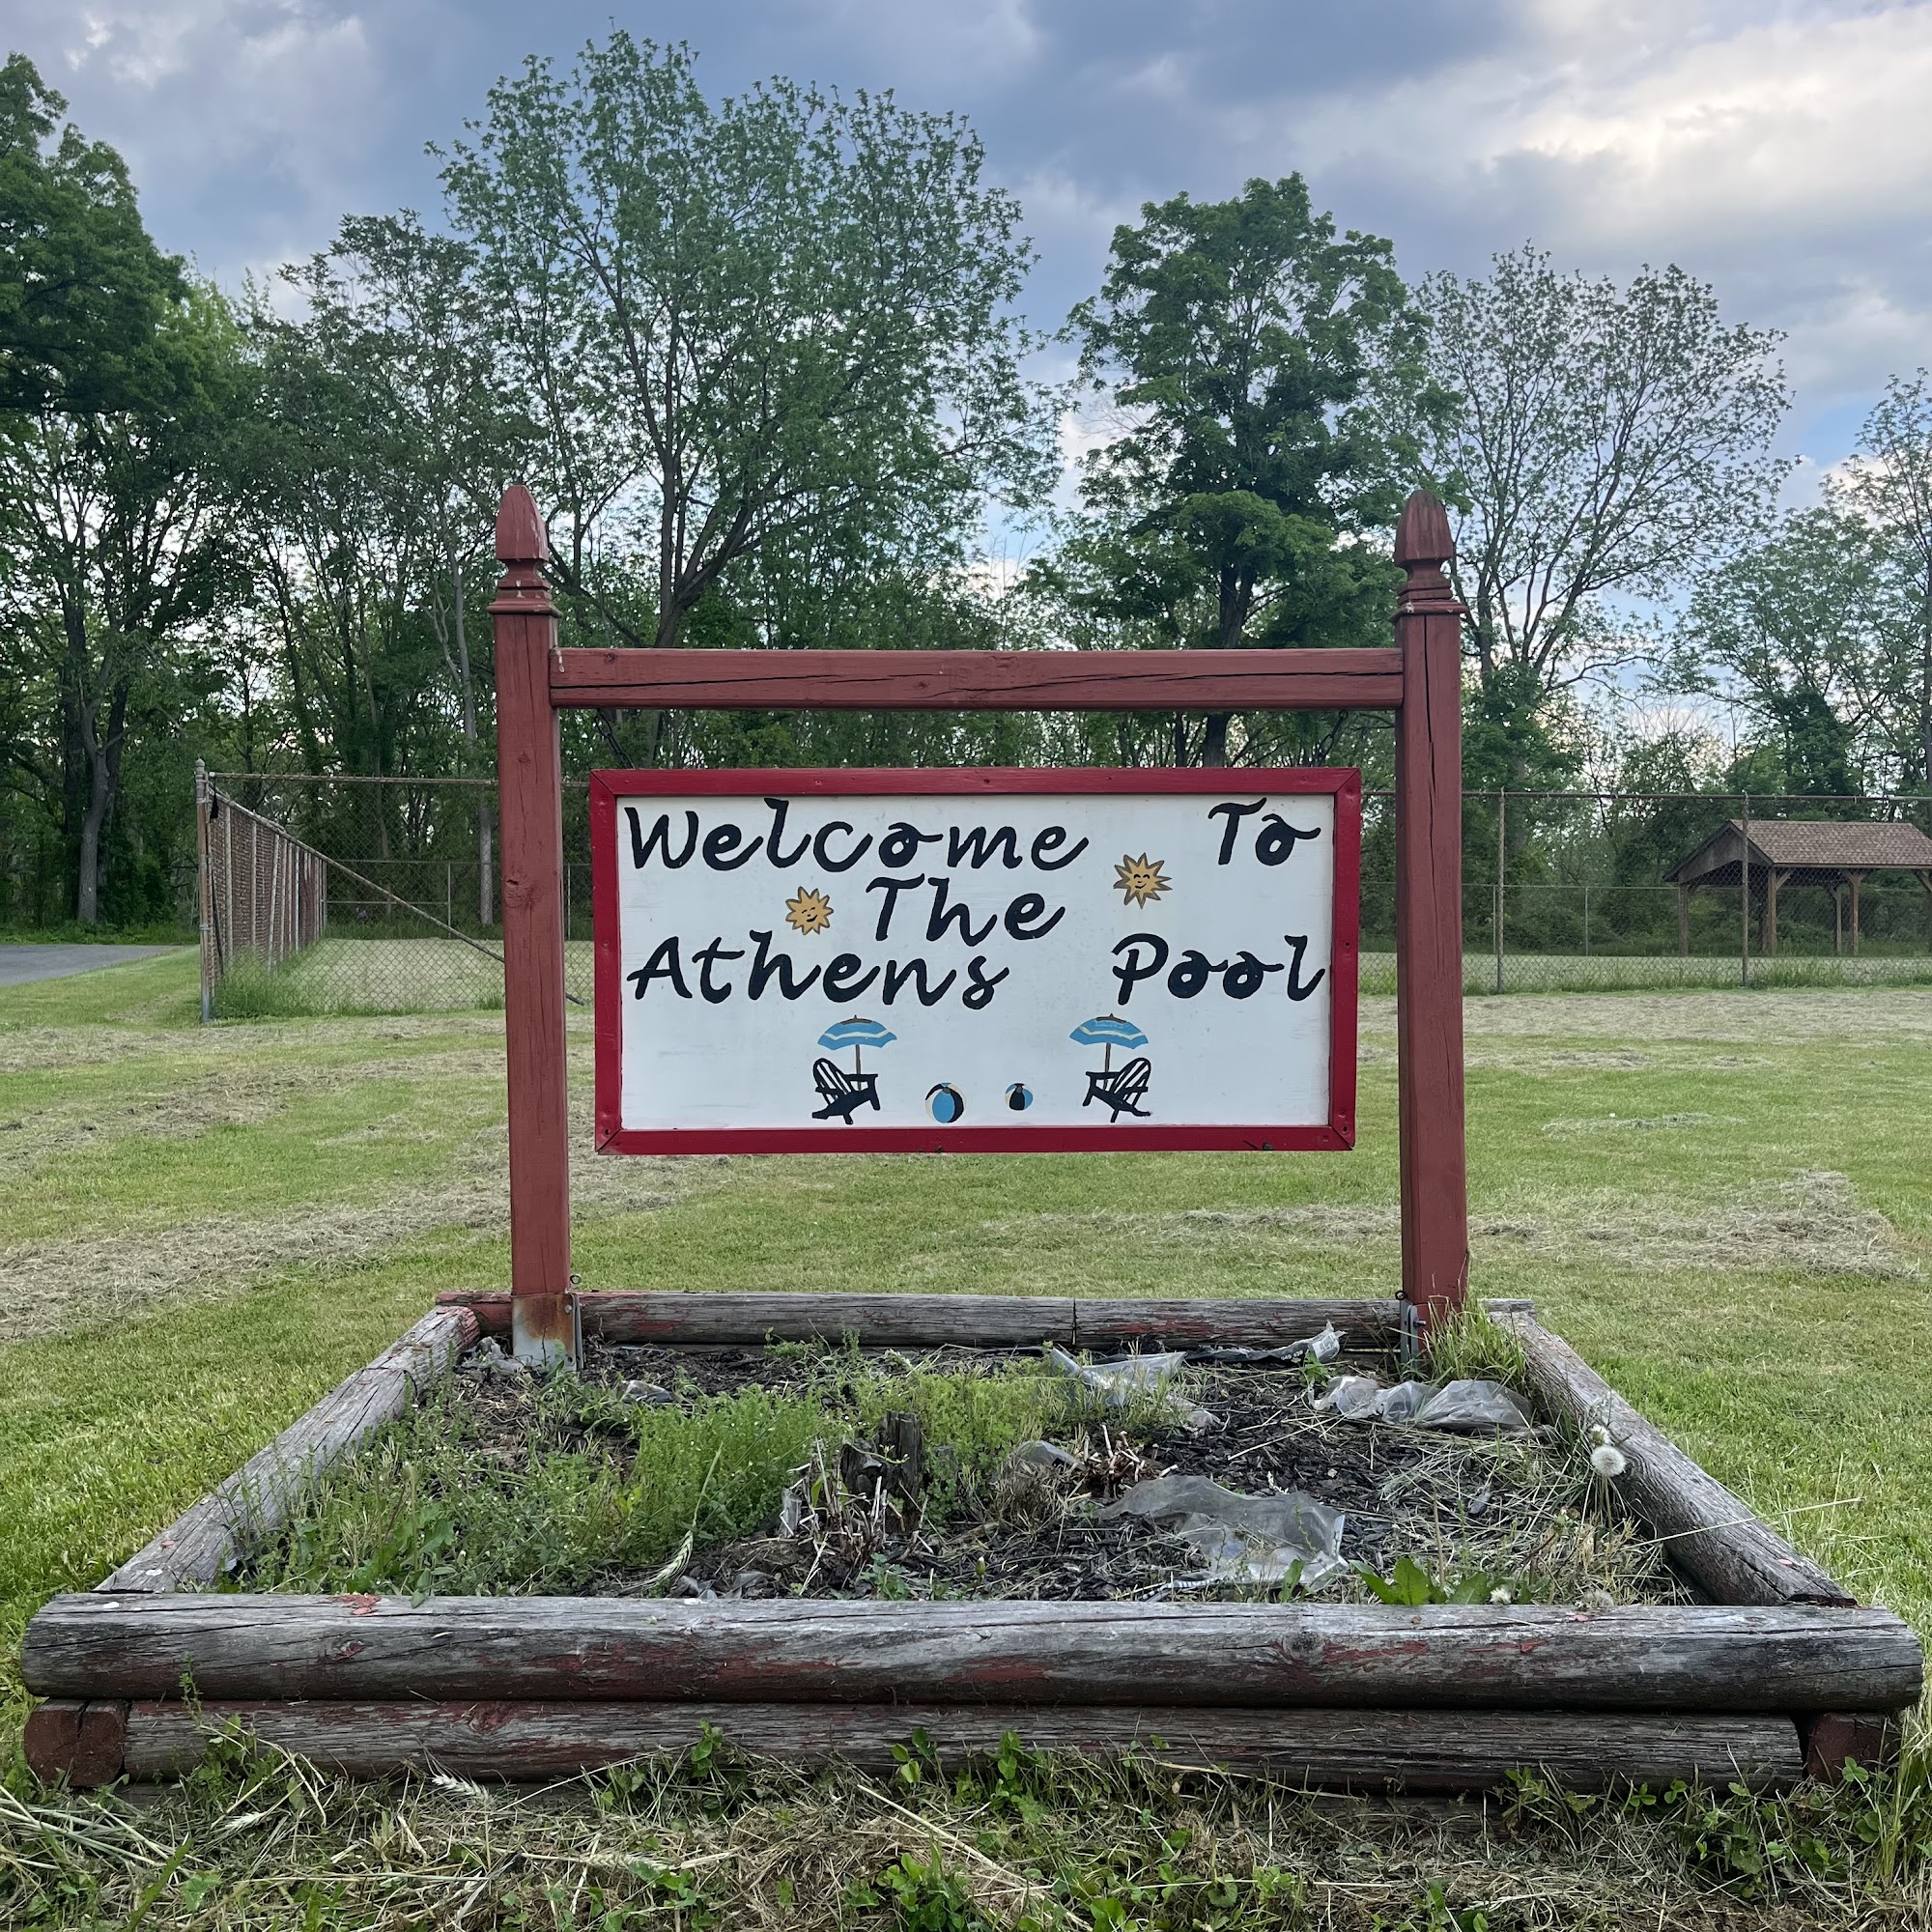 Welcome To
The
Athens Pool